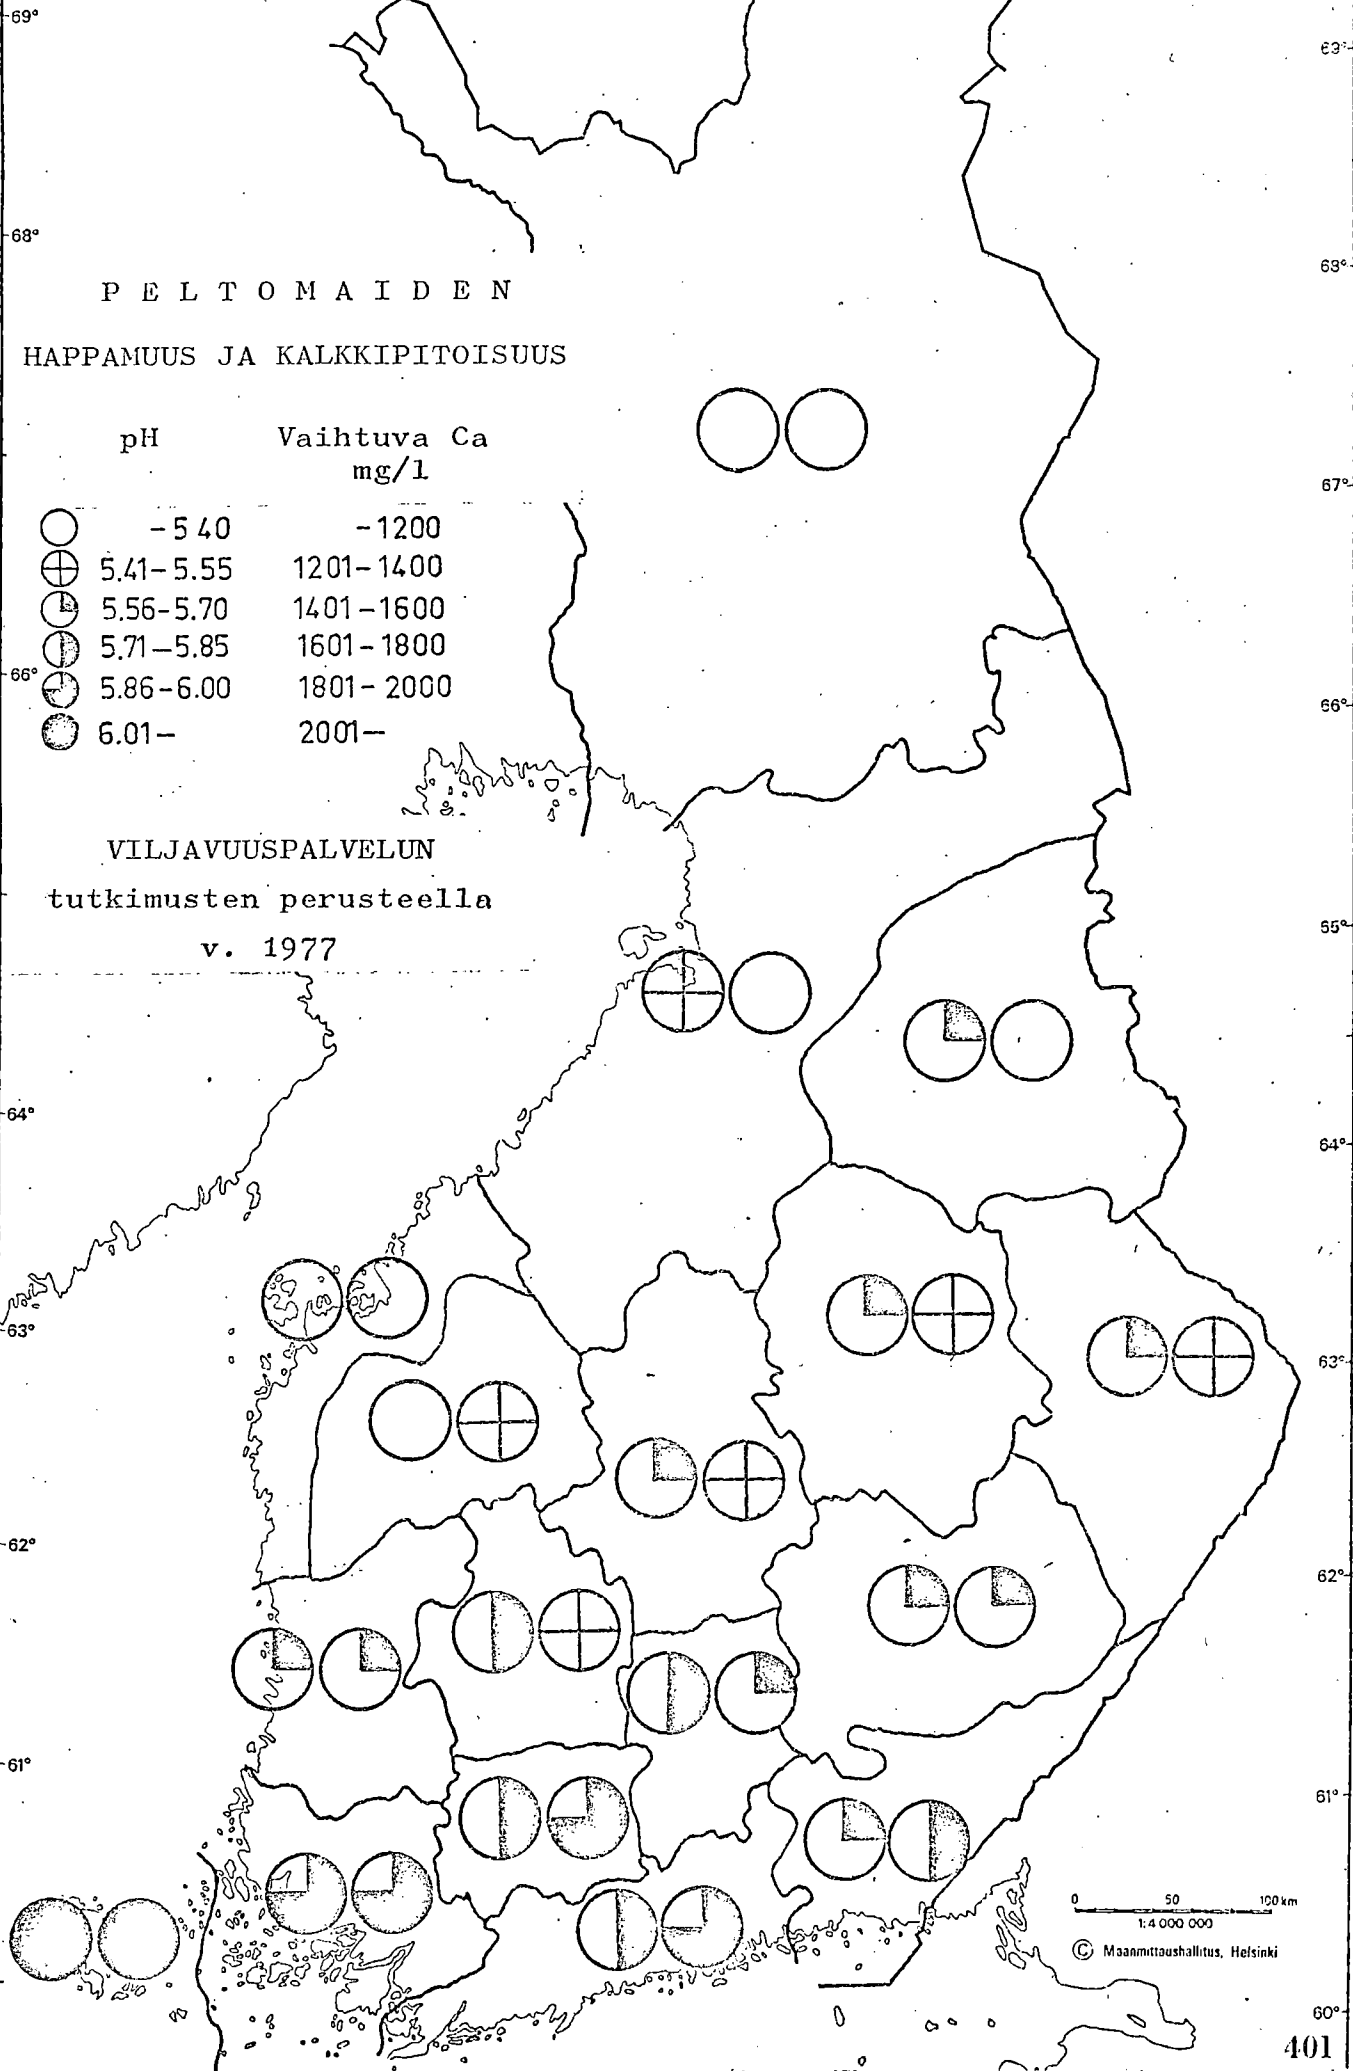 69°
63°
68°
68°
P E L T O M A I D E N
HAPPAMUUS JA KALKKIPITOISUUS
pH Vaihtuva Ca
mg/l
67°
-5 40 -1200
5.41-5.55 1201-1400
5.56-5.70 1401-1600
5.71-5.85 1601-1800
66° 5.86-6.00 1801-2000
66°
6.01- 2001-
VILJAVUUSPALVELUN
tutkimusten perusteella
v. 1977
65°
64°
64°
63°
63°
62°
62°
61°
61°
0 50 100 km
1:4 000 000
© Maanmittaushallitus, Helsinki
60°
401